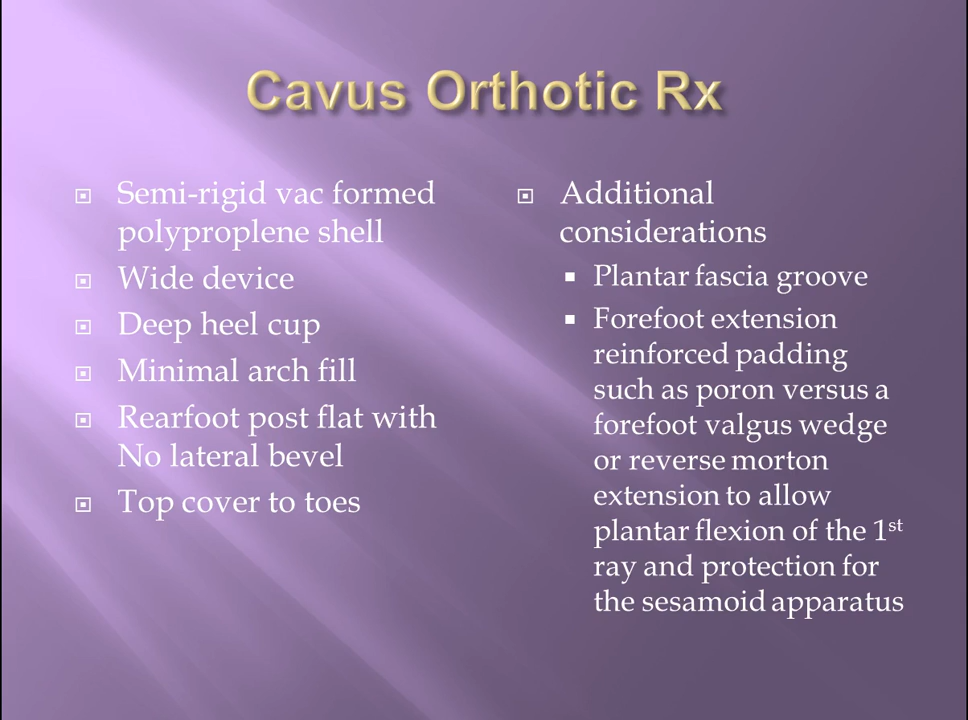 Cavus Orthotic Rx
Semi-rigid vac formed
polyproplene shell
Wide device
Deep heel cup
Minimal arch fill
Rearfoot post flat with
No lateral bevel
Top cover to toes
Additional
considerations
Plantar fascia groove
Forefoot extension
reinforced padding
such as poron versus a
forefoot valgus wedge
or reverse morton
extension to allow
plantar flexion of the 1st
ray and protection for
the sesamoid apparatus